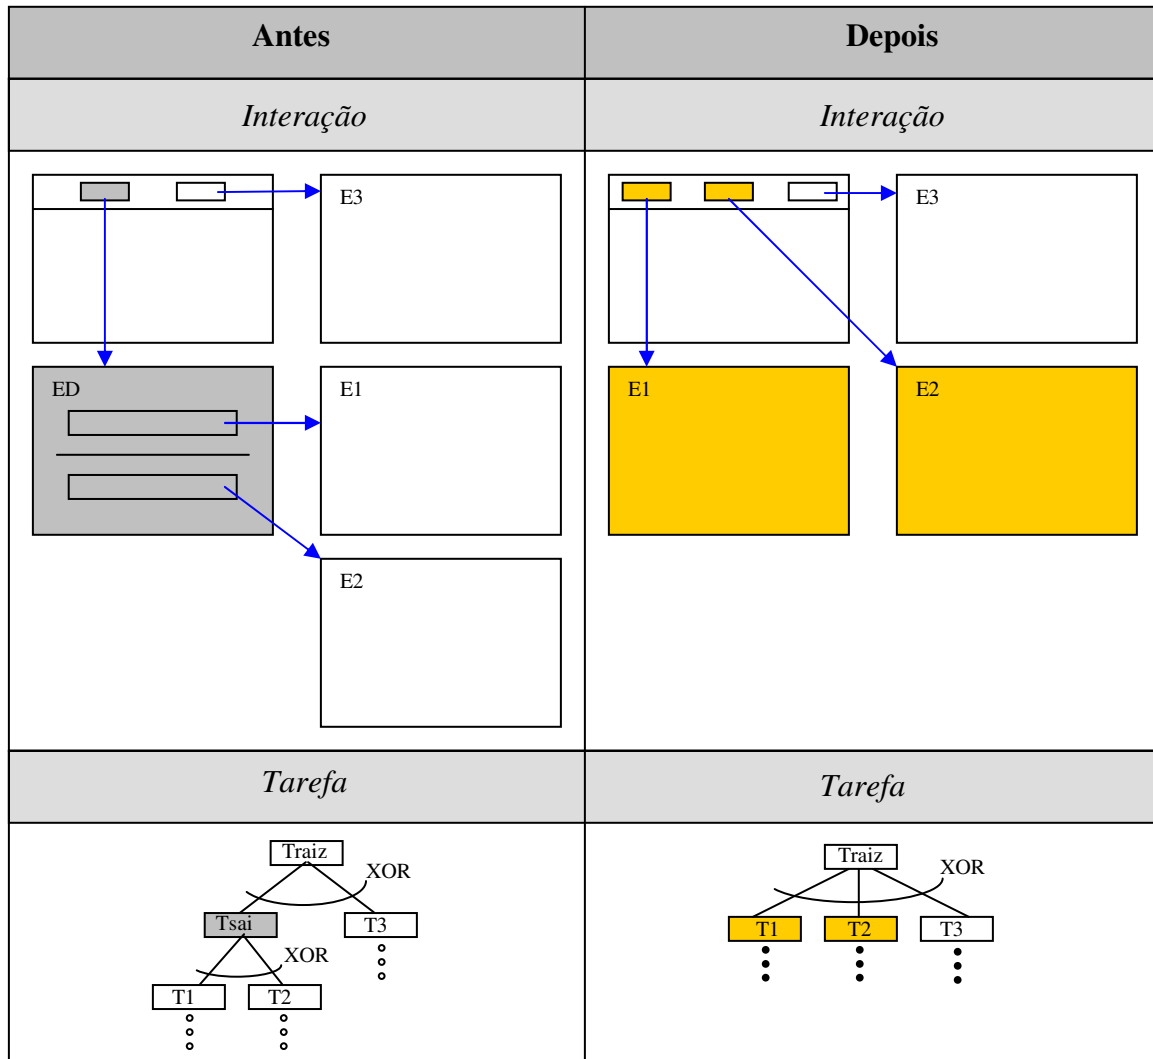 Antes
Depois
Interação
Interação
E3
ED
E1
E2
E3
E1
E2
Tarefa
Tarefa
Traiz
XOR
Tsai
T3
XOR
T1
T2
Traiz
XOR
T1
T2
T3